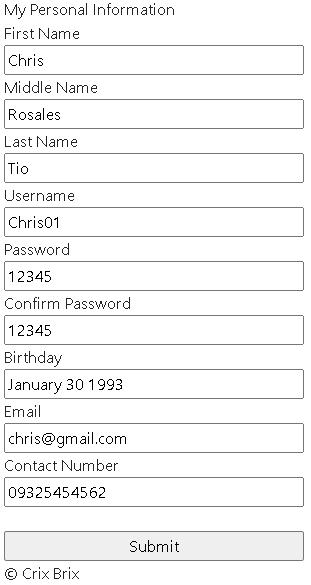 My Personal Information
First Name
Chris
Middle Name
Rosales
Last Name
Tio
Username
Chris01
Password
12345
Confirm Password
12345
Birthday
January 30 1993
Email
chris@gmail.com
Contact Number
09325454562
Submit
© Crix Brix